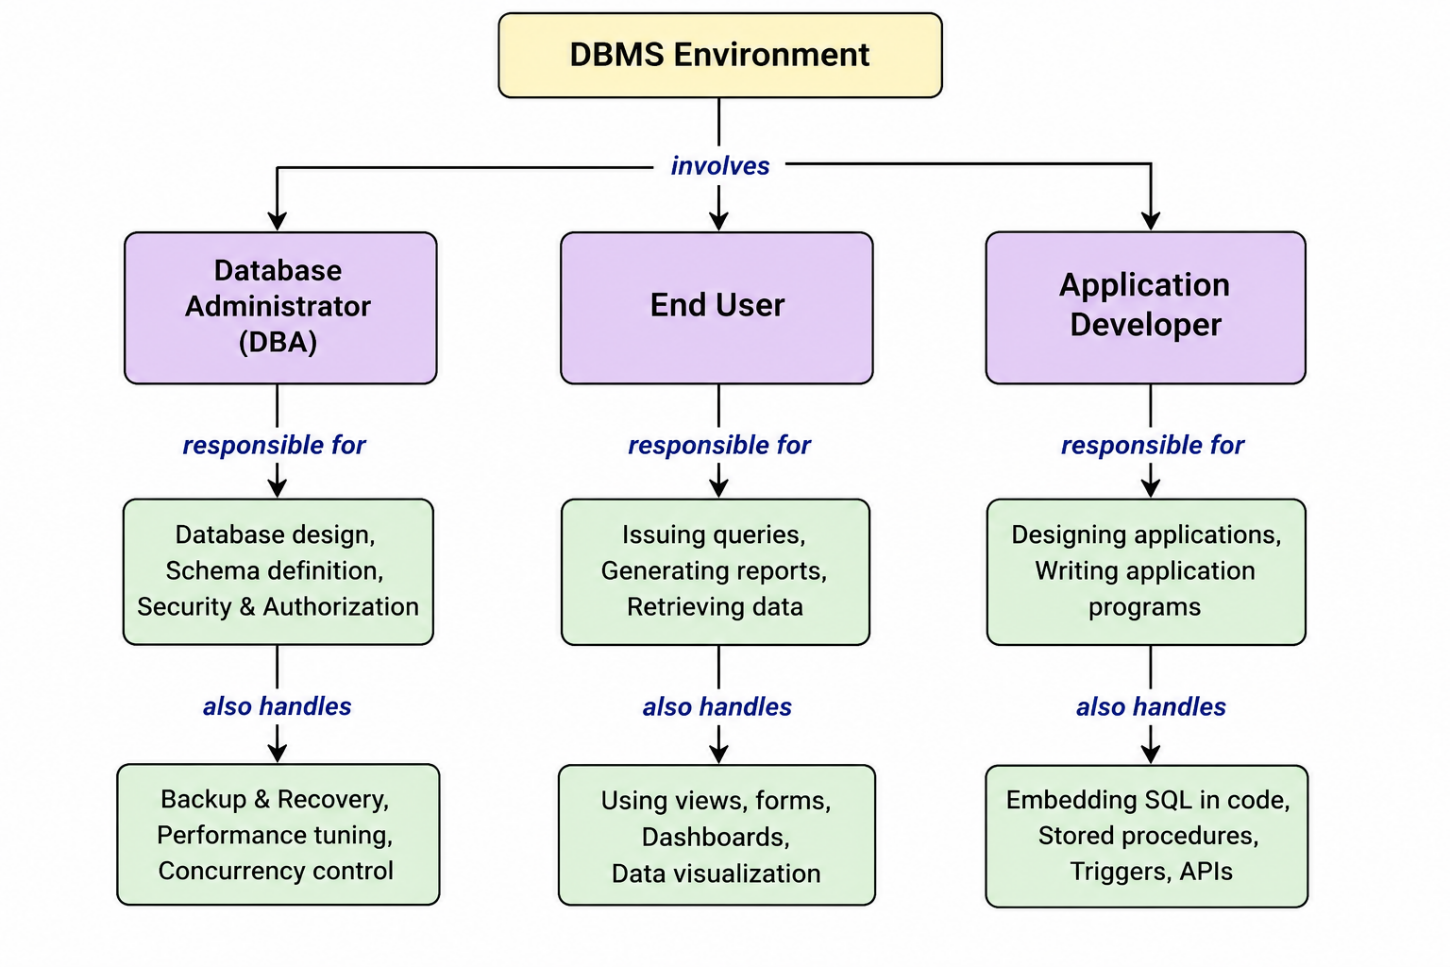 DBMS Environment
involves
Database
Administrator
(DBA)
End User
Application
Developer
responsible for
responsible for
responsible for
Database design,
Schema definition,
Security & Authorization
Issuing queries,
Generating reports,
Retrieving data
Designing applications,
Writing application
programs
also handles
also handles
also handles
Backup & Recovery,
Performance tuning,
Concurrency control
Using views, forms,
Dashboards,
Data visualization
Embedding SQL in code,
Stored procedures,
Triggers, APIs